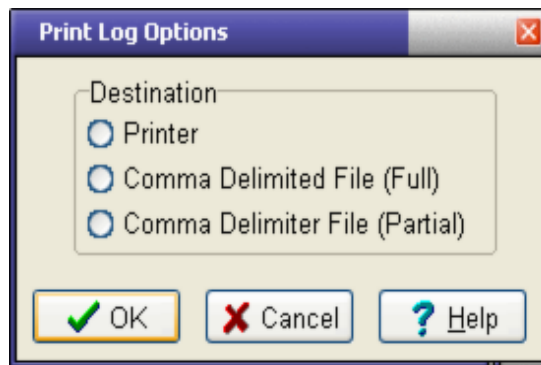 Print Log Options
Destination
Printer
Comma Delimited File (Full)
Comma Delimiter File (Partial)
OK Cancel Help